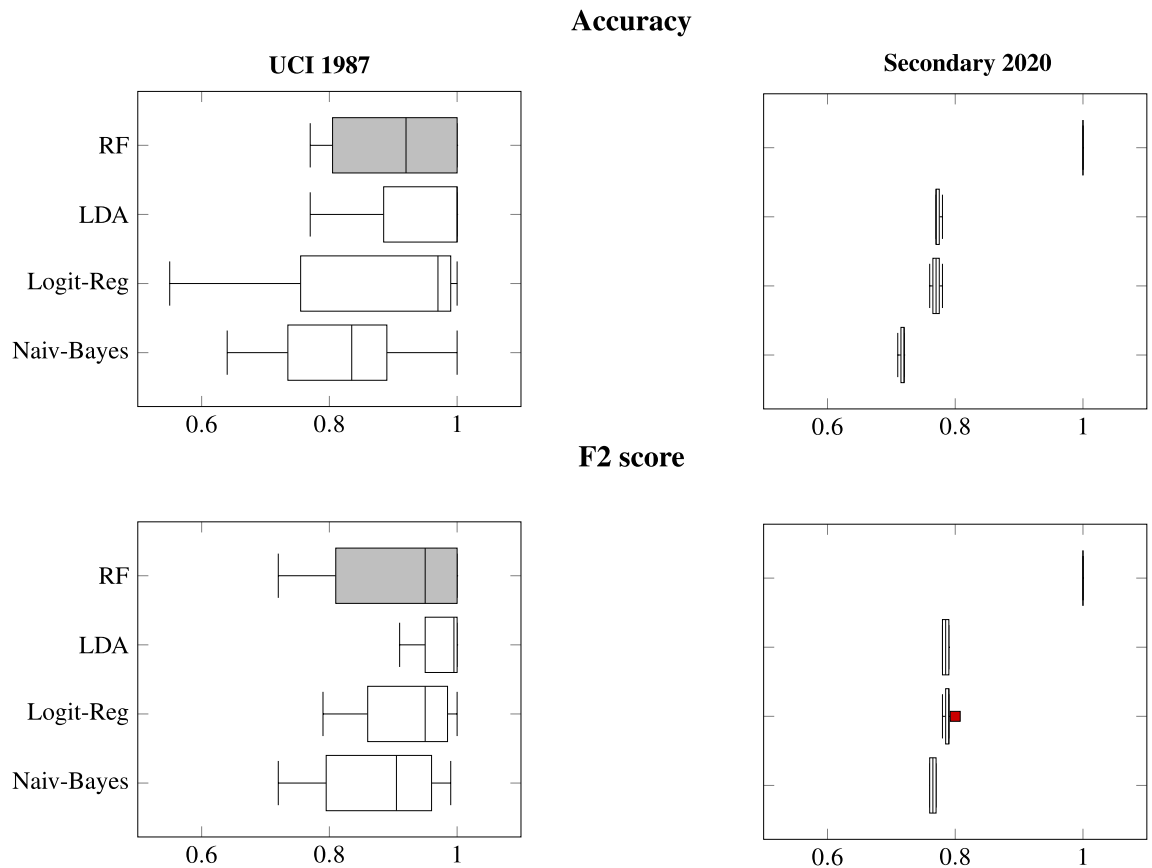 Accuracy
UCI 1987
Secondary 2020
RF
LDA
Logit-Reg
Naiv-Bayes
0.6 0.8 1
0.6 0.8 1
F2 score
RF
LDA
Logit-Reg
Naiv-Bayes
0.6 0.8 1
0.6 0.8 1